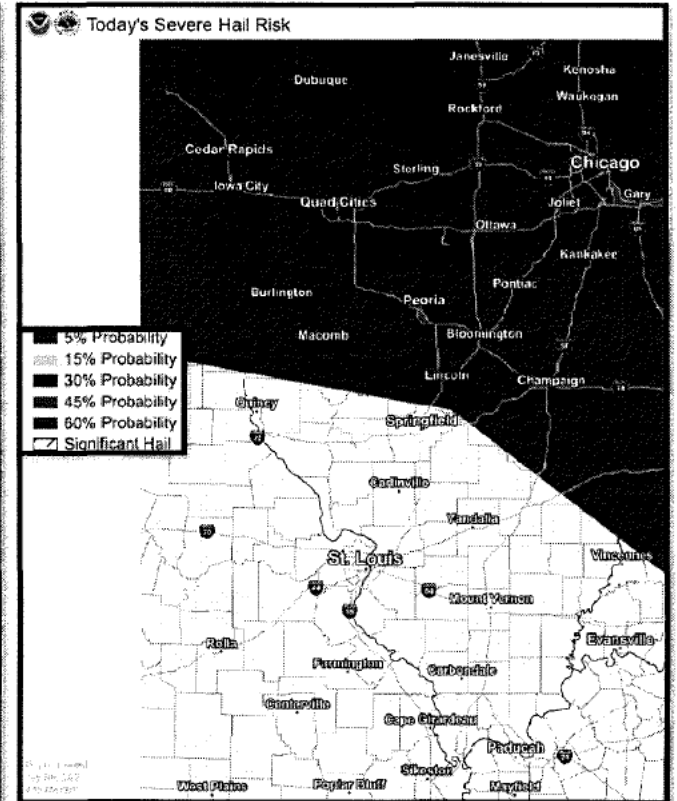 Today's Severe Hail Risk
Janesville
Kenosha
Dubuque
Waukegan
Rockford
Cedar Rapids
Sterling
Chicago
Iowa City
Gary
Quad Cities
Joliet
Ottawa
Kankakee
Burlington
Pontiac
Peoria
Macomb
Bloomington
5% Probability
15% Probability
30% Probability
45% Probability
60% Probability
Significant Hail
Lincoln
Champaign
Quincy
Springfield
Carlinville
Vandalia
St. Louis
Vincennes
Mount Vernon
Rolla
Evansville
Farmington
Carbondale
Centerville
Cape Girardeau
Paducah
Sikeston
West Plains
Poplar Bluff
Mayfield